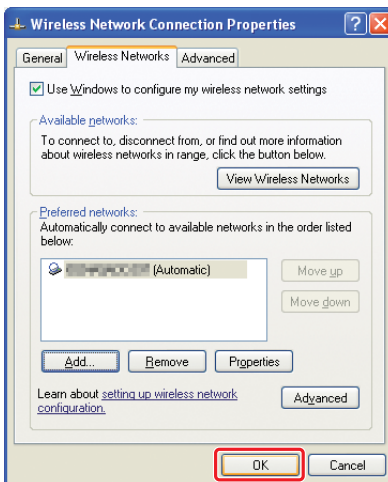 Wireless Network Connection Properties
General Wireless Networks Advanced
Use Windows to configure my wireless network settings
Available networks:
To connect to, disconnect from, or find out more information
about wireless networks in range, click the button below.
View Wireless Networks
Preferred networks:
Automatically connect to available networks in the order listed
below:
(Automatic)
Move up
Move down
Add... Remove Properties
Learn about setting up wireless network
configuration.
Advanced
OK Cancel